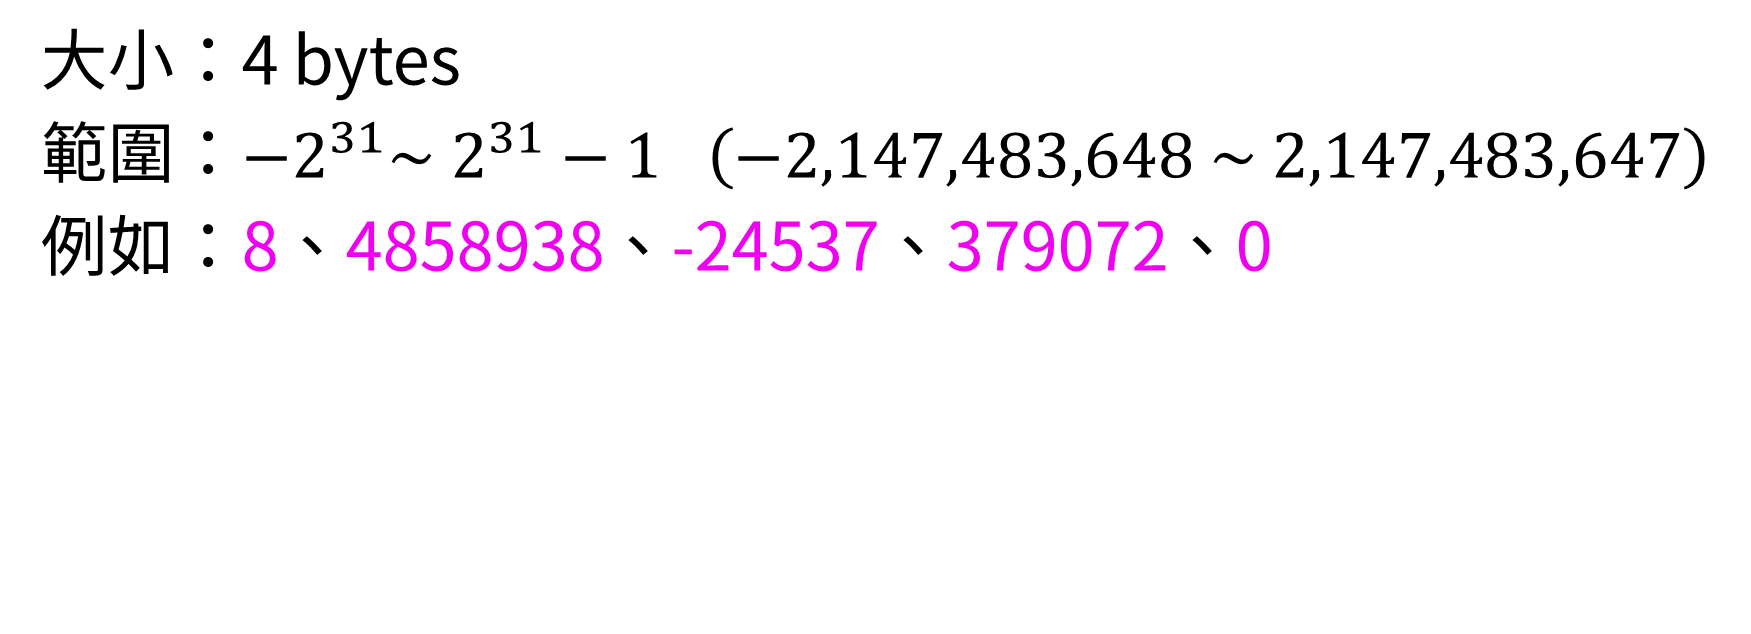 大小：4 bytes
範圍：−2³¹~ 2³¹ − 1 (−2,147,483,648 ~ 2,147,483,647)
例如：8、4858938、-24537、379072、0